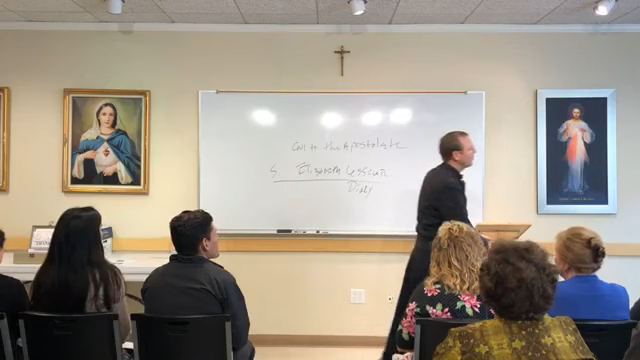 Call to the Apostolate
S. Elizabeth Leseur
Diary